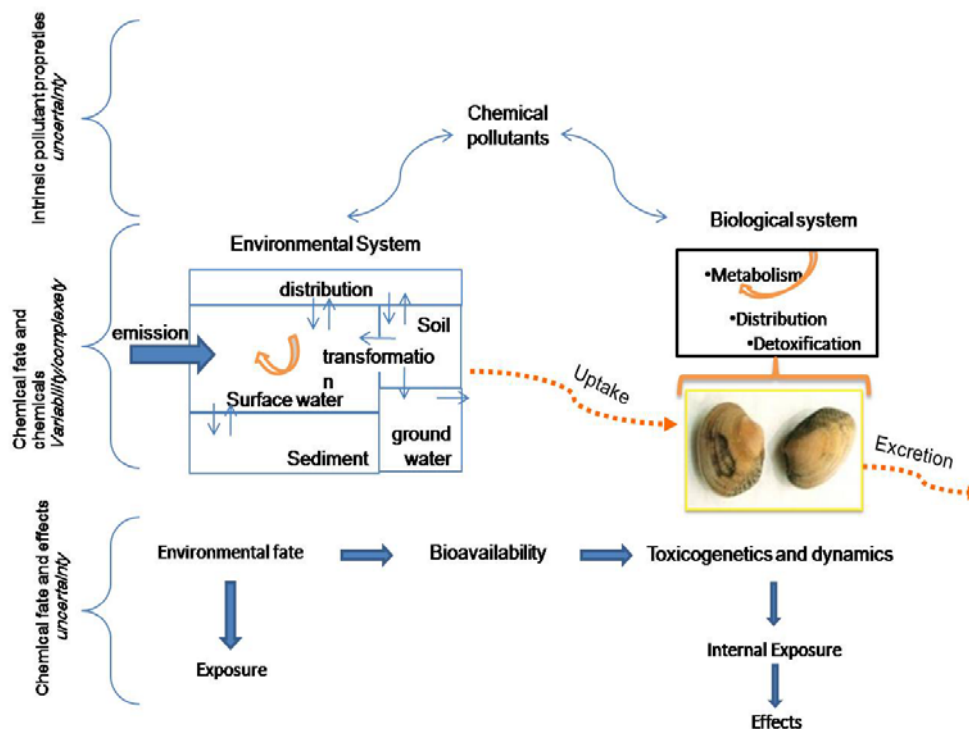 Intrinsic pollutant propreties
uncertainty
Chemical
pollutants
Chemical fate and
chemicals
Variability/complexety
Environmental System
distribution
emission
Soil
transformatio
n
Surface water
Sediment
ground
water
Uptake
Biological system
•Metabolism
•Distribution
•Detoxification
Excretion
Chemical fate and effects
uncertainty
Environmental fate
Bioavailability
Toxicogenetics and dynamics
Exposure
Internal Exposure
Effects